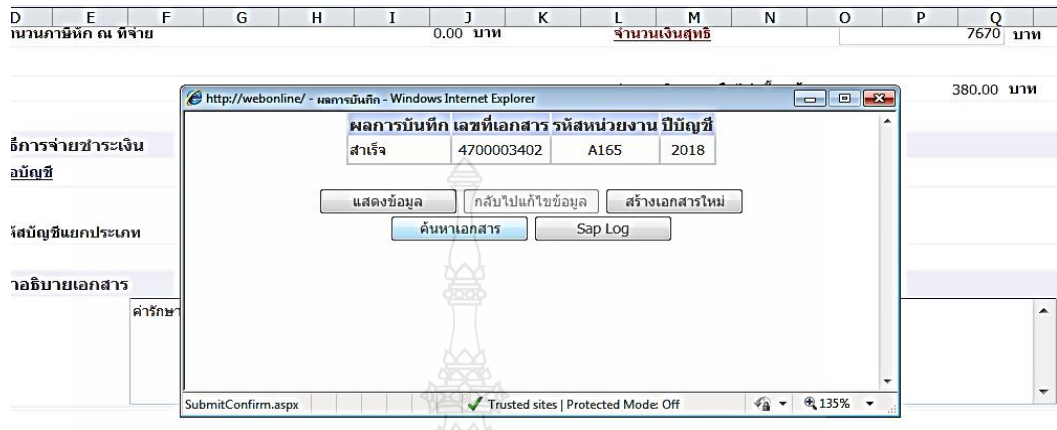 D E F G H I J K L M N O P Q
านวนภาษีหัก ณ ที่จ่าย 0.00 บาท จำนวนเงินสุทธิ 7670 บาท
380.00 บาท
http://webonline/ - ผลการบันทึก - Windows Internet Explorer
ผลการบันทึก เลขที่เอกสาร รหัสหน่วยงาน ปีบัญชี
สำเร็จ 4700003402 A165 2018
ธีการจ่ายชำระเงิน
อบัญชี
แสดงข้อมูล กลับไปแก้ไขข้อมูล สร้างเอกสารใหม่
ค้นหาเอกสาร Sap Log
หัสบัญชีแยกประเภท
าอธิบายเอกสาร
ค่ารักษา
SubmitConfirm.aspx Trusted sites | Protected Mode: Off 135%